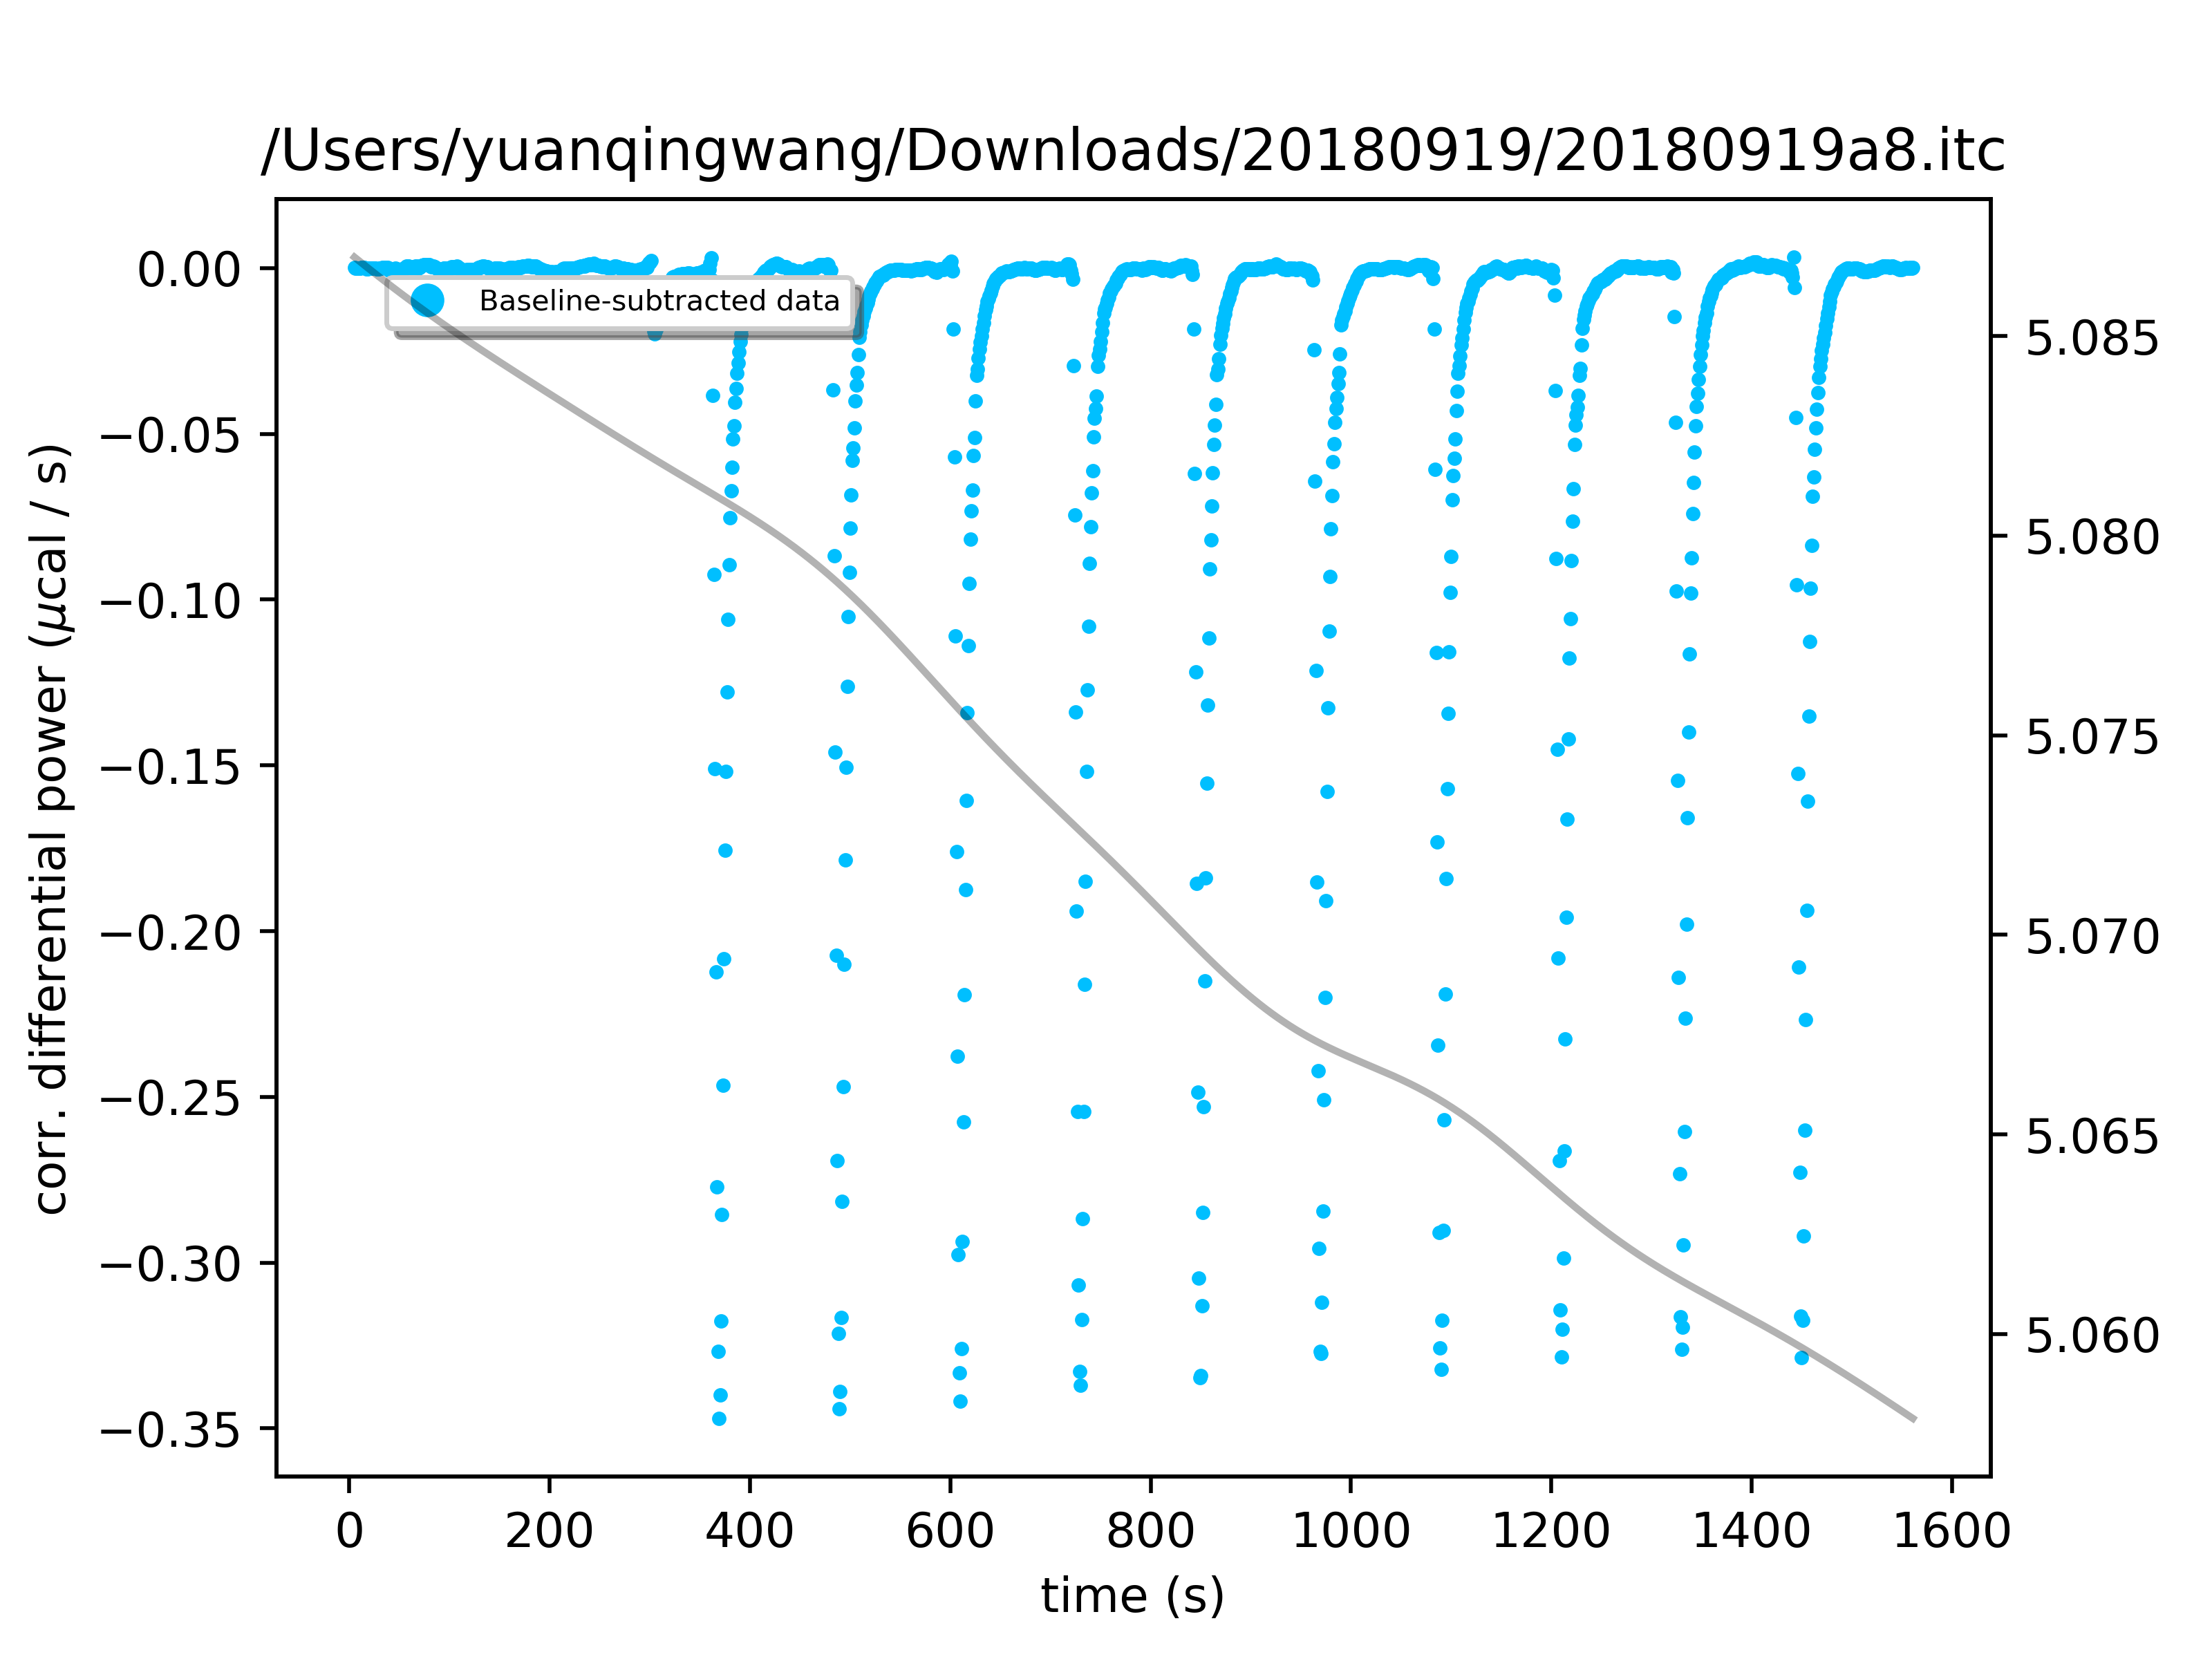 /Users/yuanqingwang/Downloads/20180919/20180919a8.itc
corr. differential power (μcal / s)
0.00
−0.05
−0.10
−0.15
−0.20
−0.25
−0.30
−0.35
Baseline-subtracted data
5.085
5.080
5.075
5.070
5.065
5.060
0 200 400 600 800 1000 1200 1400 1600
time (s)